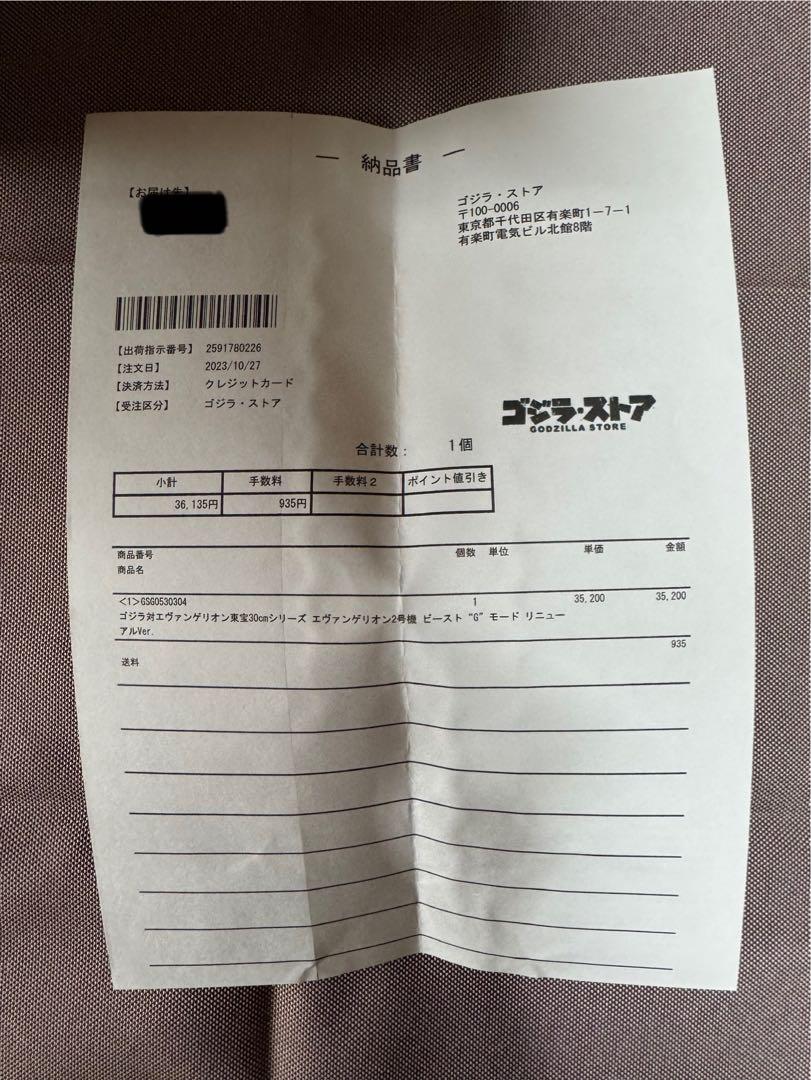 ― 納品書 ―
【お届け先】
ゴジラ・ストア
〒100-0006
東京都千代田区有楽町1-7-1
有楽町電気ビル北館8階
【出荷指示番号】 2591780226
【注文日】 2023/10/27
【決済方法】 クレジットカード
【受注区分】 ゴジラ・ストア
ゴジラ・ストア
GODZILLA STORE
合計数: 1個
小計 手数料 手数料2 ポイント値引き
36,135円 935円
商品番号 個数 単位 単価 金額
商品名
<1>GSG0530304 1 35,200 35,200
ゴジラ対エヴァンゲリオン東宝30cmシリーズ エヴァンゲリオン2号機 ビースト“G”モード リニュー
アルVer.
935
送料